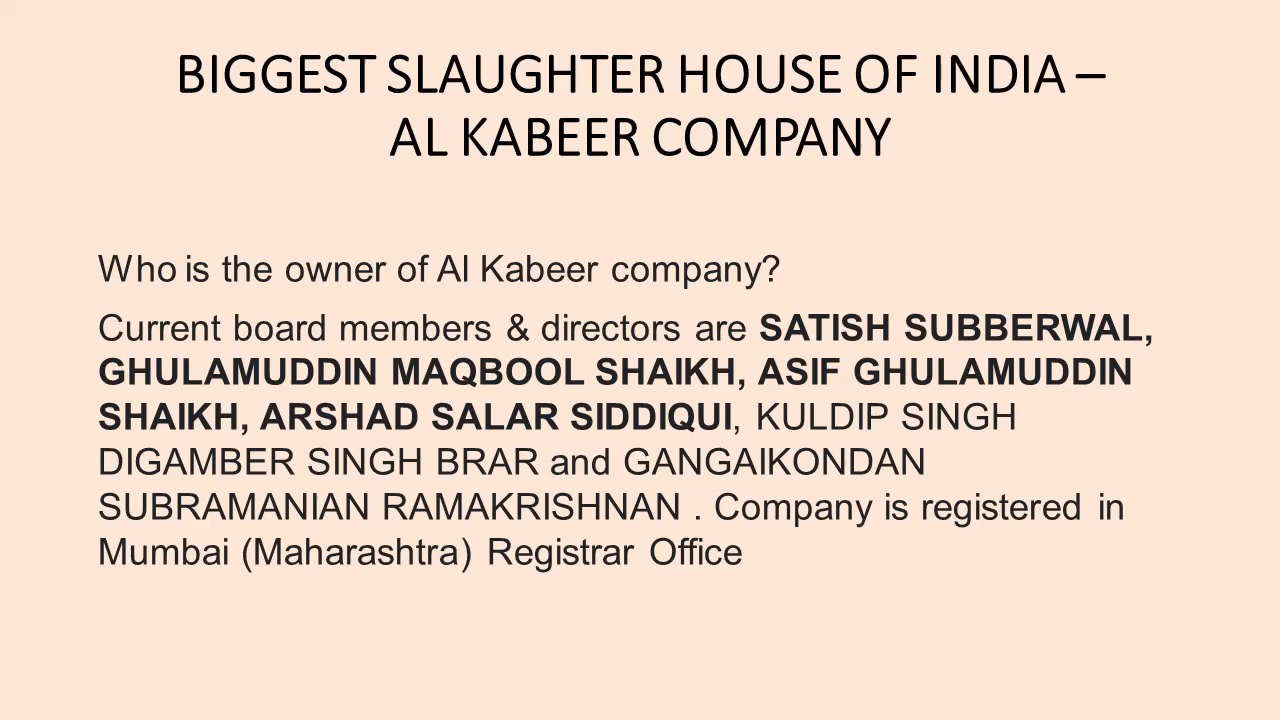 BIGGEST SLAUGHTER HOUSE OF INDIA –
AL KABEER COMPANY
Who is the owner of Al Kabeer company?
Current board members & directors are SATISH SUBBERWAL,
GHULAMUDDIN MAQBOOL SHAIKH, ASIF GHULAMUDDIN
SHAIKH, ARSHAD SALAR SIDDIQUI, KULDIP SINGH
DIGAMBER SINGH BRAR and GANGAIKONDAN
SUBRAMANIAN RAMAKRISHNAN . Company is registered in
Mumbai (Maharashtra) Registrar Office